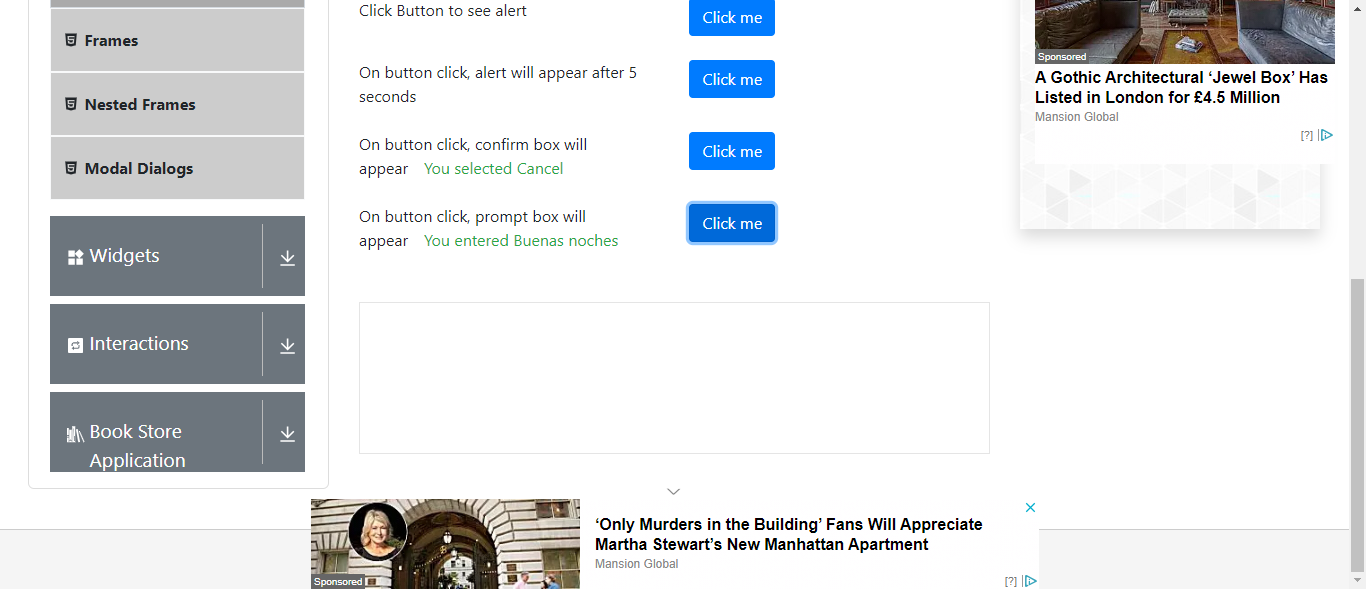 Frames
Nested Frames
Modal Dialogs
Widgets
Interactions
Book Store
Application
Click Button to see alert
Click me
On button click, alert will appear after 5
seconds
Click me
On button click, confirm box will
appear You selected Cancel
Click me
On button click, prompt box will
appear You entered Buenas noches
Click me
Sponsored
A Gothic Architectural ‘Jewel Box’ Has
Listed in London for £4.5 Million
Mansion Global
[?]
Sponsored
‘Only Murders in the Building’ Fans Will Appreciate
Martha Stewart’s New Manhattan Apartment
Mansion Global
[?]